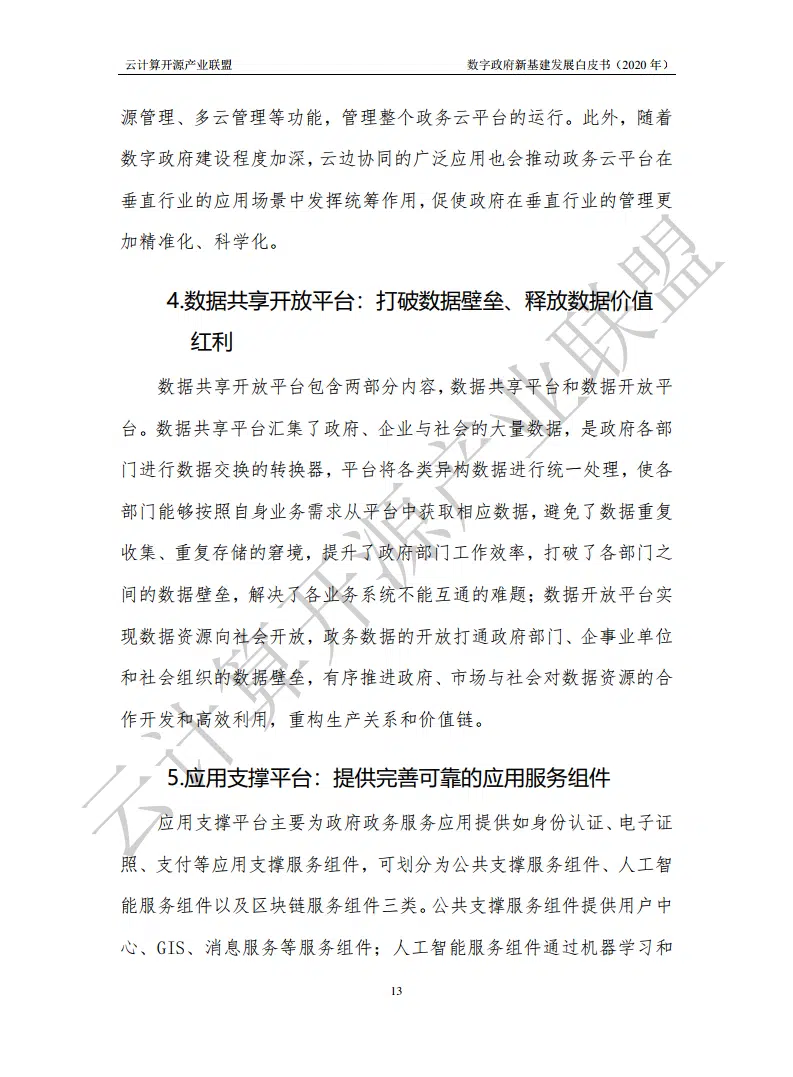 云计算开源产业联盟 数字政府新基建发展白皮书（2020 年）
源管理、多云管理等功能，管理整个政务云平台的运行。此外，随着
数字政府建设程度加深，云边协同的广泛应用也会推动政务云平台在
垂直行业的应用场景中发挥统筹作用，促使政府在垂直行业的管理更
加精准化、科学化。
4.数据共享开放平台：打破数据壁垒、释放数据价值
红利
数据共享开放平台包含两部分内容，数据共享平台和数据开放平
台。数据共享平台汇集了政府、企业与社会的大量数据，是政府各部
门进行数据交换的转换器，平台将各类异构数据进行统一处理，使各
部门能够按照自身业务需求从平台中获取相应数据，避免了数据重复
收集、重复存储的窘境，提升了政府部门工作效率，打破了各部门之
间的数据壁垒，解决了各业务系统不能互通的难题；数据开放平台实
现数据资源向社会开放，政务数据的开放打通政府部门、企事业单位
和社会组织的数据壁垒，有序推进政府、市场与社会对数据资源的合
作开发和高效利用，重构生产关系和价值链。
5.应用支撑平台：提供完善可靠的应用服务组件
应用支撑平台主要为政府政务服务应用提供如身份认证、电子证
照、支付等应用支撑服务组件，可划分为公共支撑服务组件、人工智
能服务组件以及区块链服务组件三类。公共支撑服务组件提供用户中
心、GIS、消息服务等服务组件；人工智能服务组件通过机器学习和
13
云计算开源产业联盟